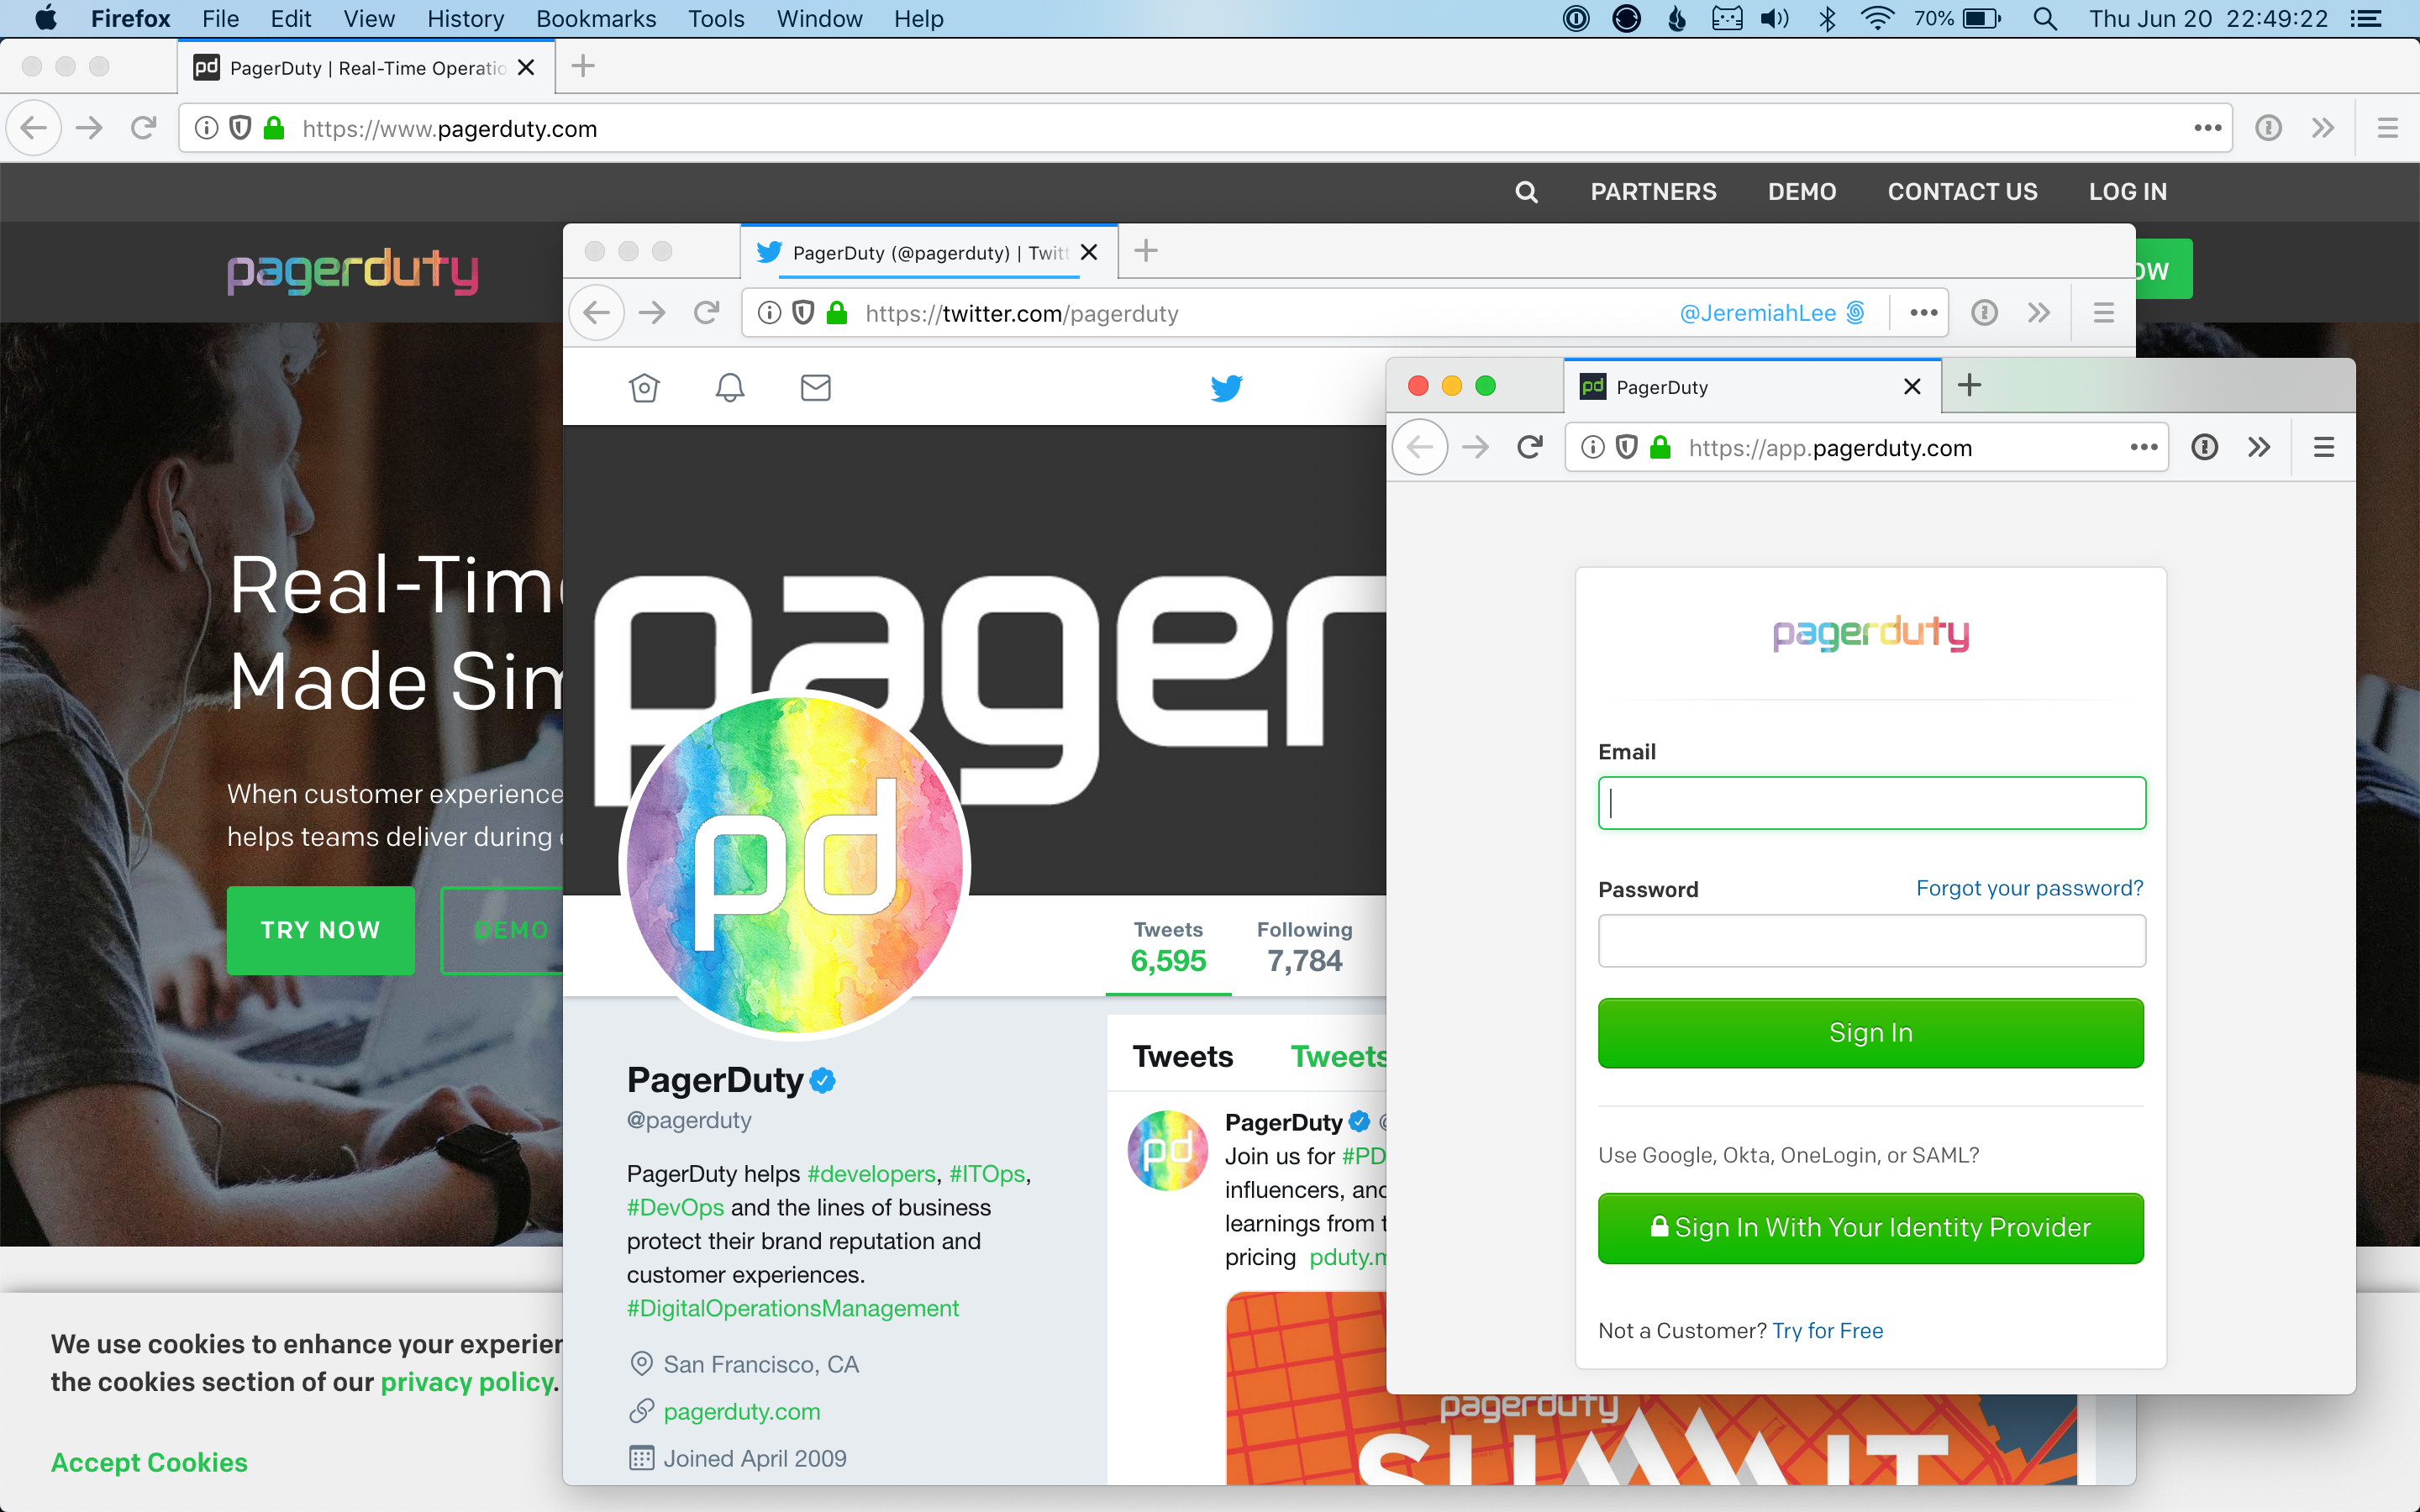 Firefox File Edit View History Bookmarks Tools Window Help
70% Thu Jun 20 22:49:22
pd PagerDuty | Real-Time Operatio
https://www.pagerduty.com
PARTNERS DEMO CONTACT US LOG IN
pagerduty
Real-Tim
Made Sim
When customer experience
helps teams deliver during
TRY NOW
DEMO
We use cookies to enhance your experien
the cookies section of our privacy policy.
Accept Cookies
PagerDuty (@pagerduty) | Twitt
https://twitter.com/pagerduty
@JeremiahLee
pager
pd
Tweets Following
6,595 7,784
PagerDuty
@pagerduty
PagerDuty helps #developers, #ITOps,
#DevOps and the lines of business
protect their brand reputation and
customer experiences.
#DigitalOperationsManagement
San Francisco, CA
pagerduty.com
Joined April 2009
Tweets Tweets
pd
PagerDuty
Join us for #PD
influencers, and
learnings from t
pricing pduty.m
pagerduty
SUMMIT
pd PagerDuty
https://app.pagerduty.com
pagerduty
Email
Password Forgot your password?
Sign In
Use Google, Okta, OneLogin, or SAML?
Sign In With Your Identity Provider
Not a Customer? Try for Free